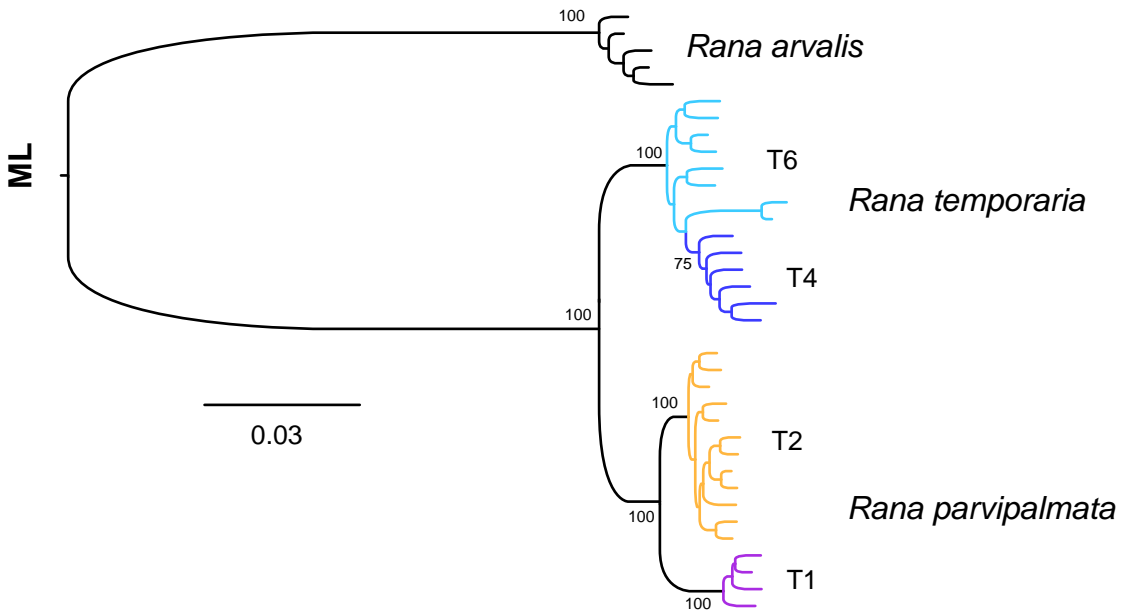 100
Rana arvalis
ML
100
T6
Rana temporaria
75
T4
100
0.03
100
T2
100
Rana parvipalmata
T1
100